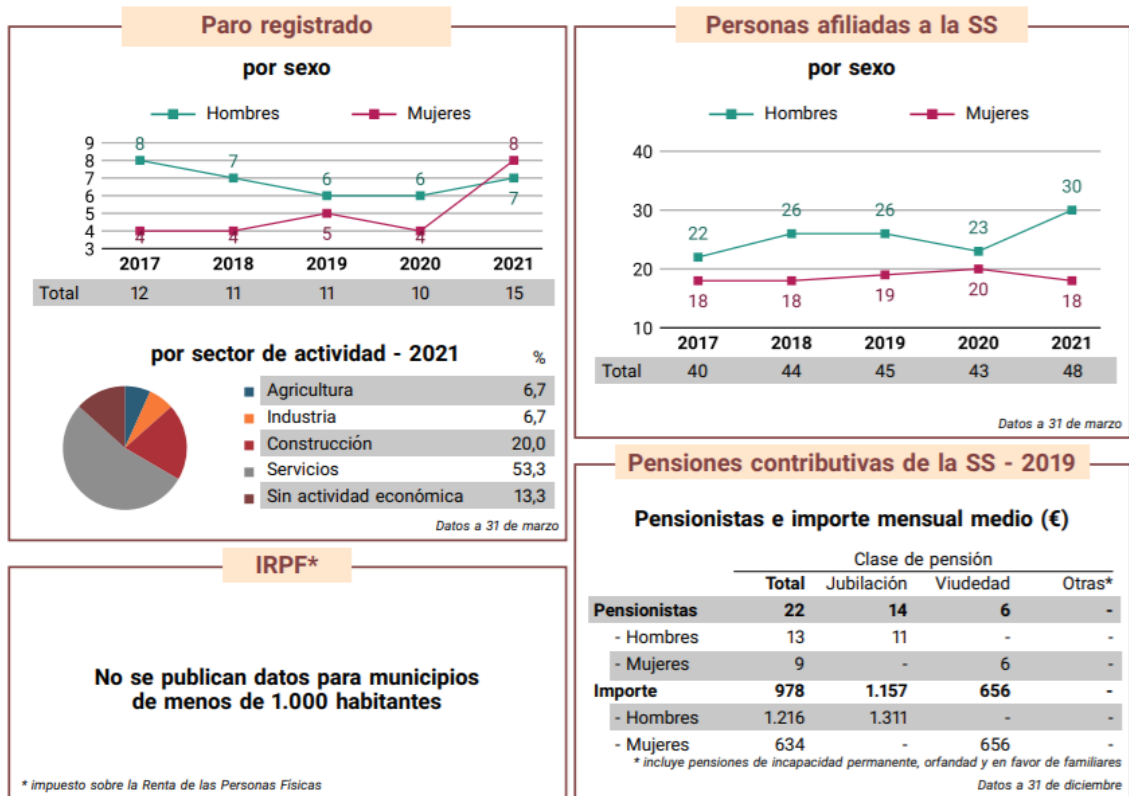 Paro registrado
por sexo
Hombres Mujeres
9
8
7
6
5
4
3
8 7 6 6 7
4 4 5 4 8
2017 2018 2019 2020 2021
Total 12 11 11 10 15
por sector de actividad - 2021 %
Agricultura 6,7
Industria 6,7
Construcción 20,0
Servicios 53,3
Sin actividad económica 13,3
Datos a 31 de marzo
Personas afiliadas a la SS
por sexo
Hombres Mujeres
40
30
20
10
22 26 26 23 30
18 18 19 20 18
2017 2018 2019 2020 2021
Total 40 44 45 43 48
Datos a 31 de marzo
IRPF*
No se publican datos para municipios
de menos de 1.000 habitantes
* impuesto sobre la Renta de las Personas Físicas
Pensiones contributivas de la SS - 2019
Pensionistas e importe mensual medio (€)
Clase de pensión
Total Jubilación Viudedad Otras*
Pensionistas 22 14 6 -
- Hombres 13 11 - -
- Mujeres 9 - 6 -
Importe 978 1.157 656 -
- Hombres 1.216 1.311 - -
- Mujeres 634 - 656 -
* incluye pensiones de incapacidad permanente, orfandad y en favor de familiares
Datos a 31 de diciembre